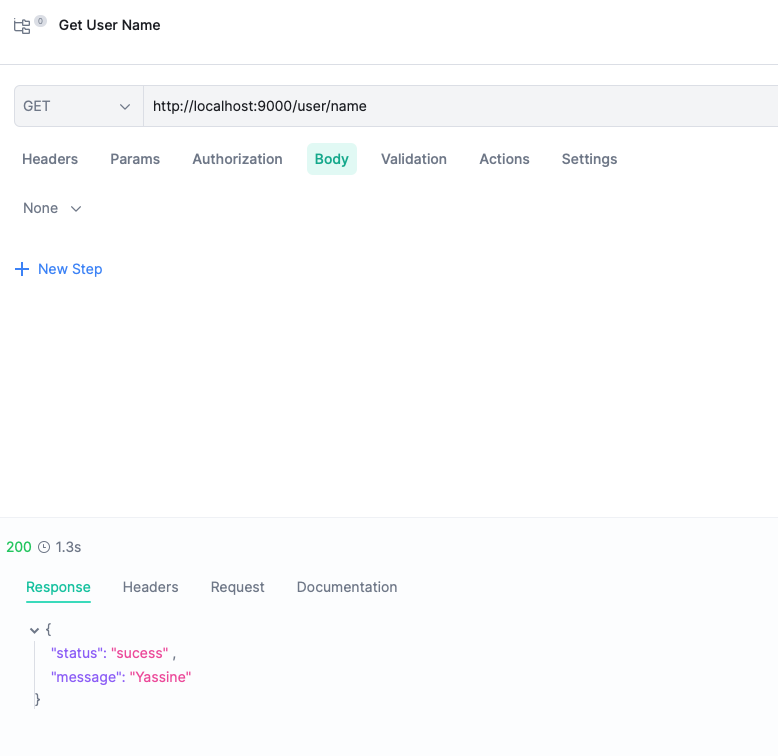 0 Get User Name
GET http://localhost:9000/user/name
Headers Params Authorization Body Validation Actions Settings
None
+ New Step
200 1.3s
Response Headers Request Documentation
{
"status": "sucess" ,
"message": "Yassine"
}